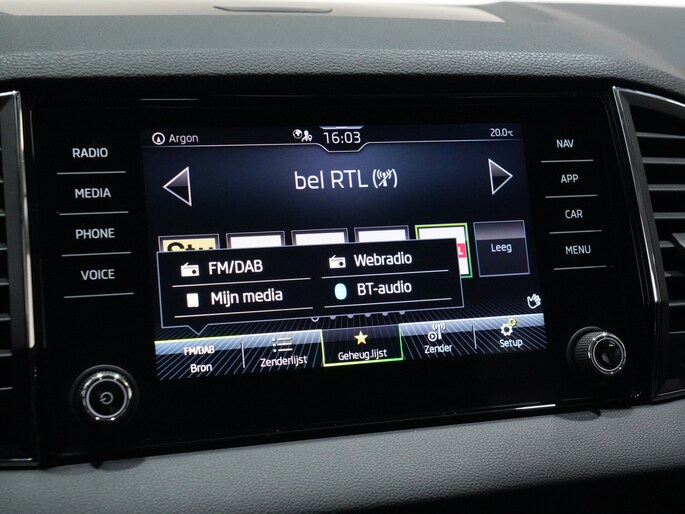 Argon
16:03
20.0°C
RADIO
MEDIA
PHONE
VOICE
bel RTL
NAV
APP
CAR
MENU
Leeg
FM/DAB
Webradio
Mijn media
BT-audio
FM/DAB
Bron
Zenderlijst
Geheug.lijst
Zender
Setup